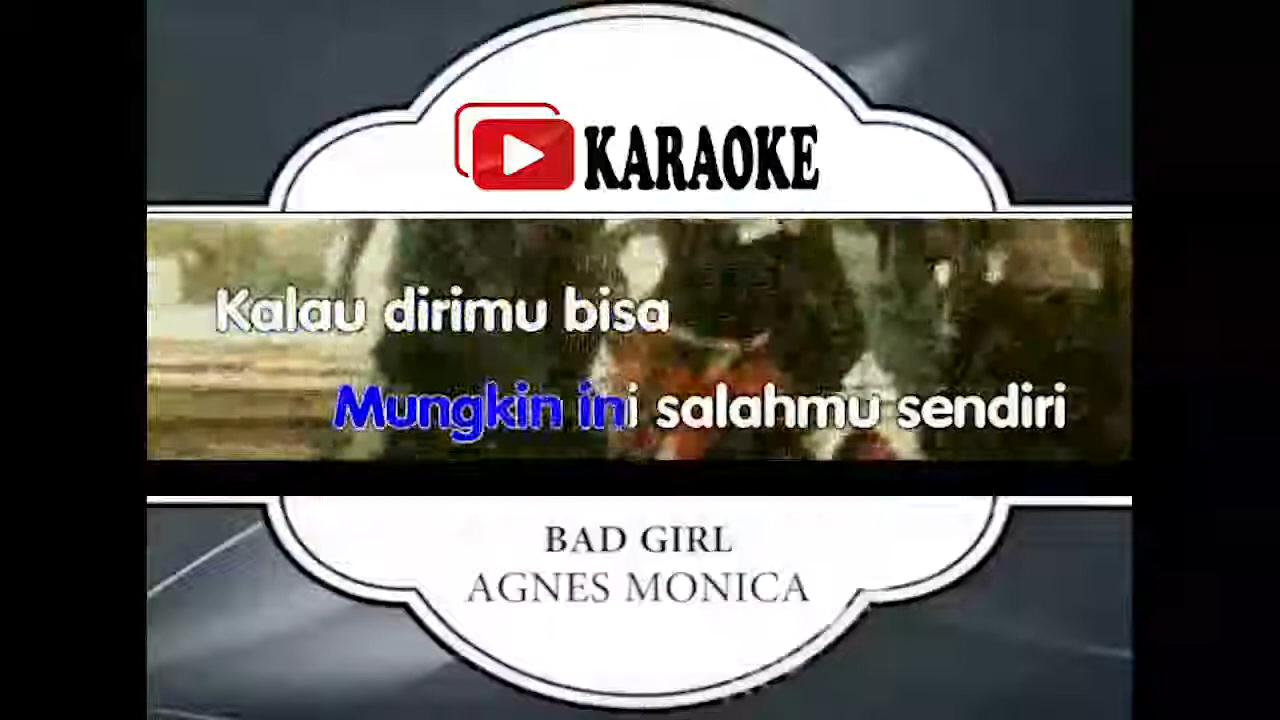 KARAOKE
Kalau dirimu bisa
Mungkin ini salahmu sendiri
BAD GIRL
AGNES MONICA